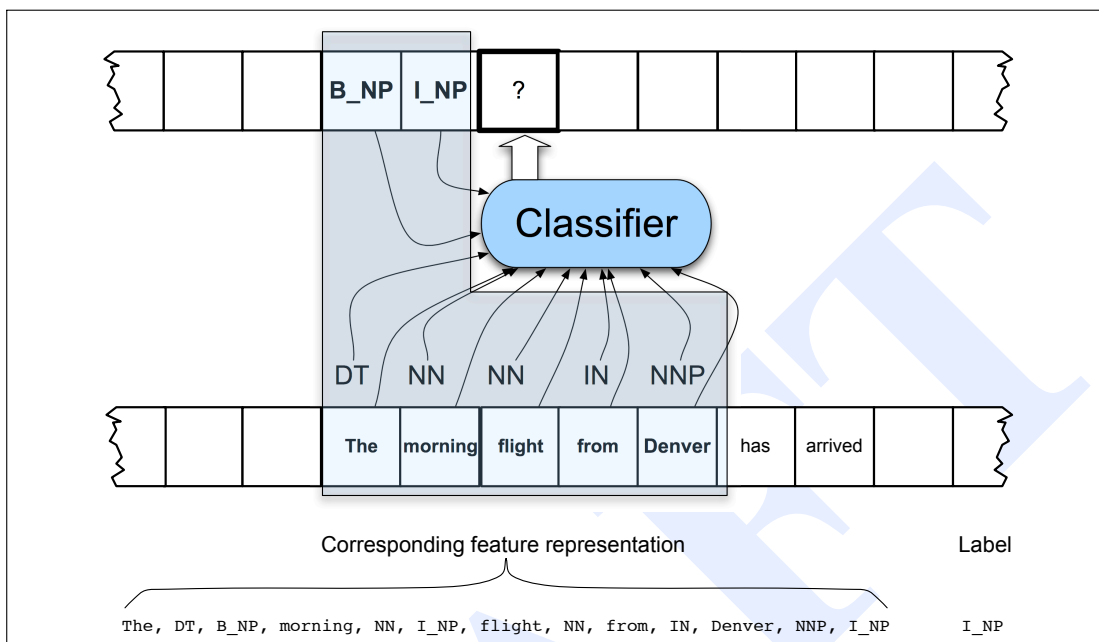 B_NP I_NP ?
Classifier
DT NN NN IN NNP
The morning flight from Denver has arrived
Corresponding feature representation Label
The, DT, B_NP, morning, NN, I_NP, flight, NN, from, IN, Denver, NNP, I_NP I_NP